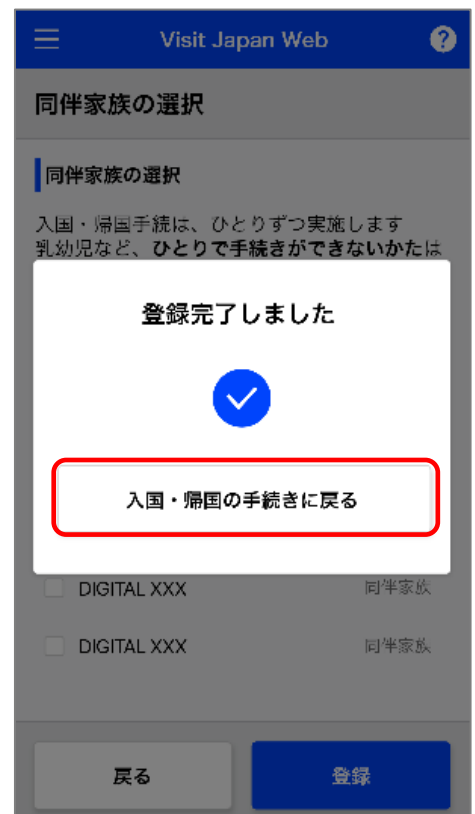 Visit Japan Web
?
同伴家族の選択
同伴家族の選択
入国・帰国手続は、ひとりずつ実施します
乳幼児など、ひとりで手続きができないかたは
登録完了しました
入国・帰国の手続きに戻る
DIGITAL XXX 同伴家族
DIGITAL XXX 同伴家族
戻る 登録